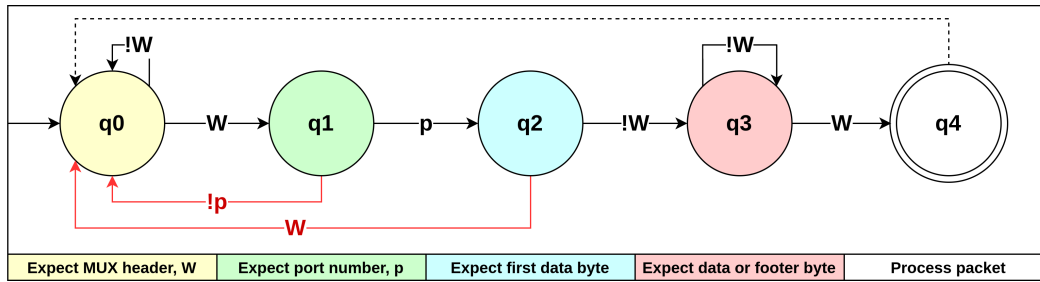 !W
!W
q0
W
q1
p
q2
!W
q3
W
q4
!p
W
Expect MUX header, W
Expect port number, p
Expect first data byte
Expect data or footer byte
Process packet